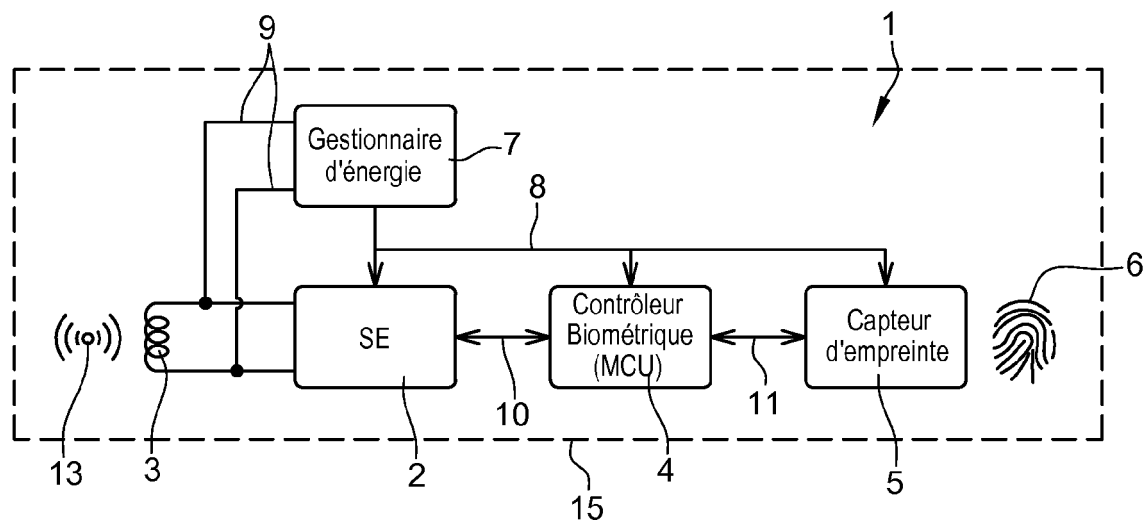 9
1
Gestionnaire
d'énergie
7
8
6
SE
Contrôleur
Biométrique
(MCU)
Capteur
d'empreinte
10
11
13
3
2
15
4
5